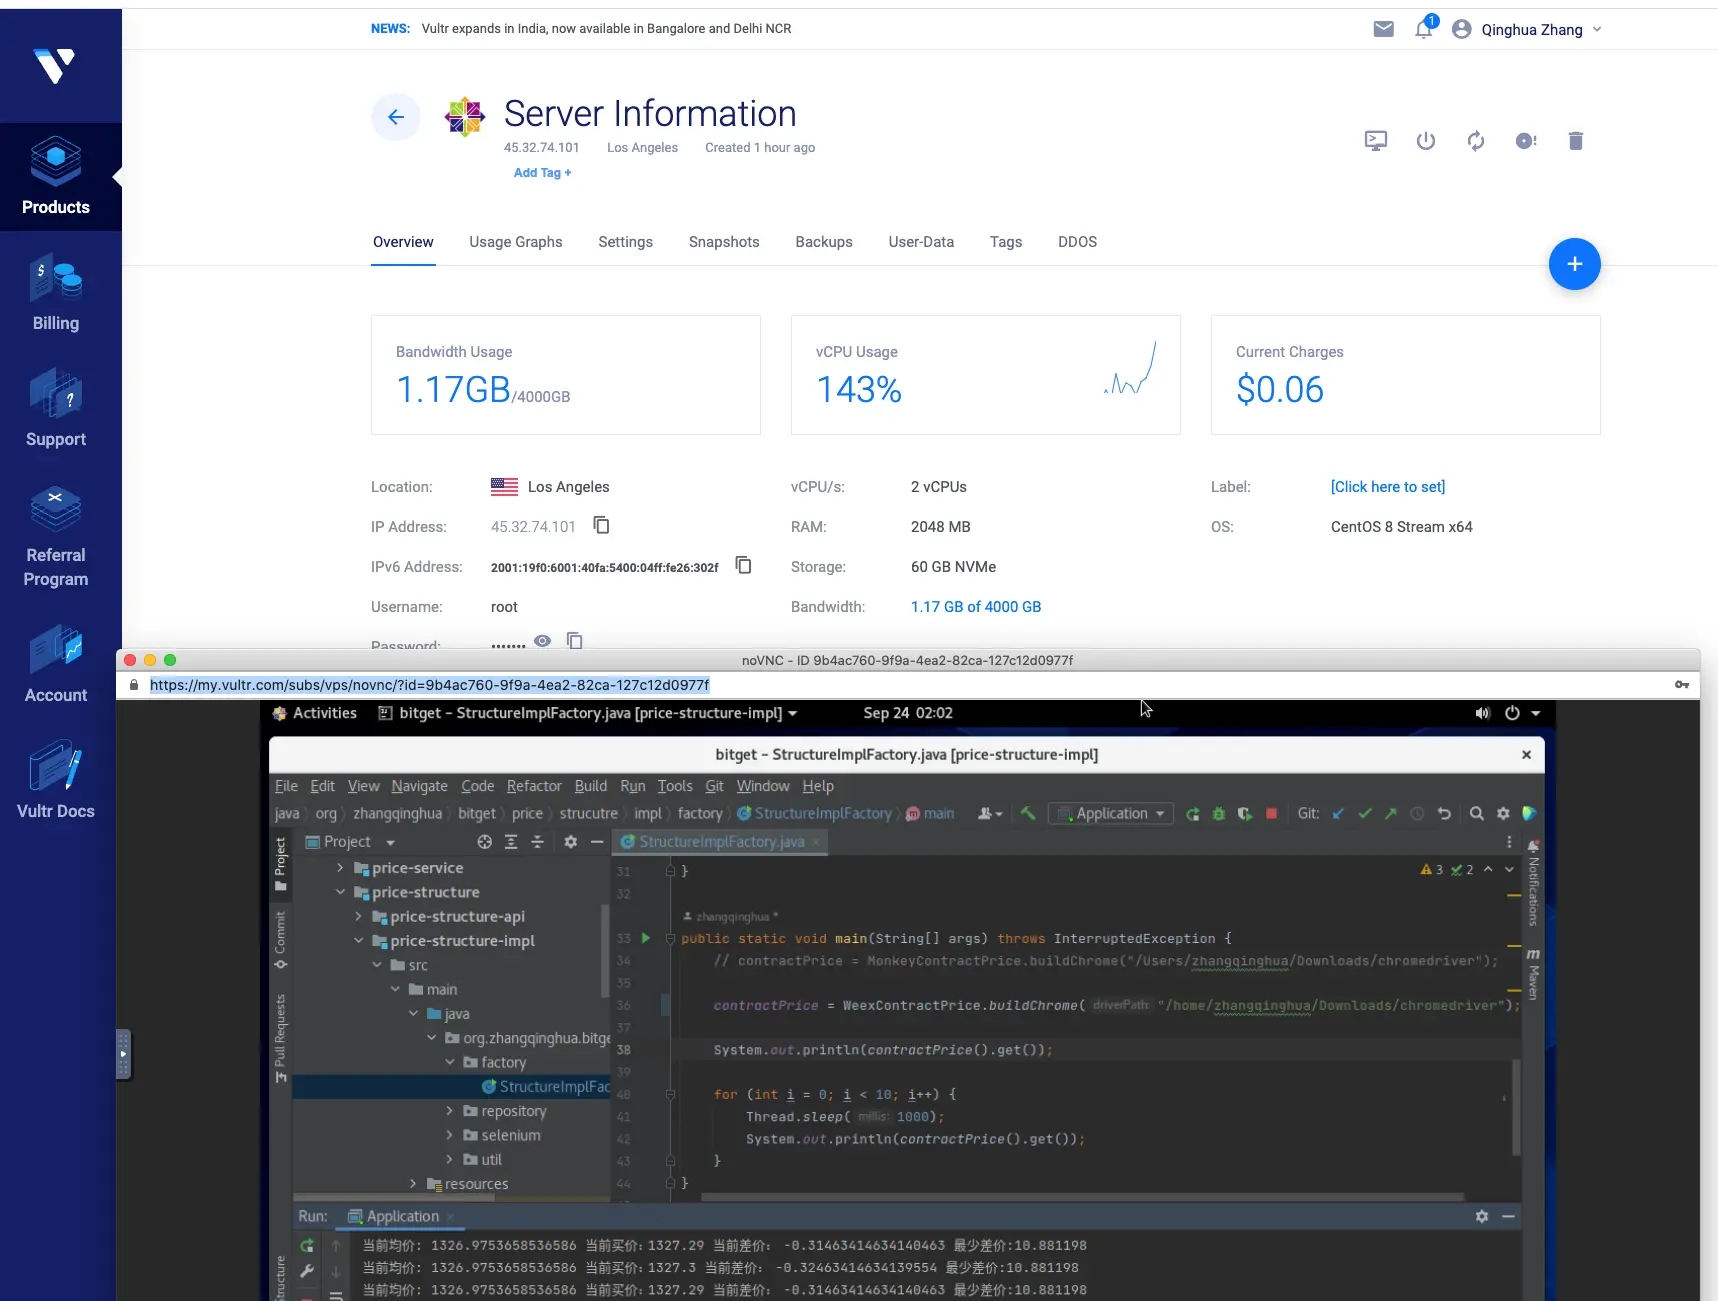 NEWS: Vultr expands in India, now available in Bangalore and Delhi NCR
1
Qinghua Zhang
Server Information
45.32.74.101 Los Angeles Created 1 hour ago
Add Tag +
Overview Usage Graphs Settings Snapshots Backups User-Data Tags DDOS
+
Products
Billing
Support
Referral
Program
Account
Vultr Docs
Bandwidth Usage
1.17GB/4000GB
vCPU Usage
143%
Current Charges
$0.06
Location: Los Angeles
IP Address: 45.32.74.101
IPv6 Address: 2001:19f0:6001:40fa:5400:04ff:fe26:302f
Username: root
Password: •••••••
vCPU/s: 2 vCPUs
RAM: 2048 MB
Storage: 60 GB NVMe
Bandwidth: 1.17 GB of 4000 GB
Label: [Click here to set]
OS: CentOS 8 Stream x64
noVNC - ID 9b4ac760-9f9a-4ea2-82ca-127c12d0977f
https://my.vultr.com/subs/vps/novnc/?id=9b4ac760-9f9a-4ea2-82ca-127c12d0977f
Activities bitget – StructureImplFactory.java [price-structure-impl] Sep 24 02:02
bitget – StructureImplFactory.java [price-structure-impl]
File Edit View Navigate Code Refactor Build Run Tools Git Window Help
java org zhangqinghua bitget price strucutre impl factory StructureImplFactory main Application Git:
Project
StructureImplFactory.java
Project
Commit
Pull Requests
Structure
Notifications
Maven
price-service
price-structure
price-structure-api
price-structure-impl
src
main
java
org.zhangqinghua.bitge
factory
StructureImplFac
repository
selenium
util
resources
3 2
31 }
32
zhangqinghua *
33 public static void main(String[] args) throws InterruptedException {
34 // contractPrice = MonkeyContractPrice.buildChrome("/Users/zhangqinghua/Downloads/chromedriver");
35
36 contractPrice = WeexContractPrice.buildChrome( driverPath: "/home/zhangqinghua/Downloads/chromedriver");
37
38 System.out.println(contractPrice().get());
39
40 for (int i = 0; i < 10; i++) {
41 Thread.sleep( millis: 1000);
42 System.out.println(contractPrice().get());
43 }
44 }
Run: Application
当前均价: 1326.9753658536586 当前买价:1327.29 当前差价: -0.31463414634140463 最少差价:10.881198
当前均价: 1326.9753658536586 当前买价:1327.3 当前差价: -0.32463414634139554 最少差价:10.881198
当前均价: 1326.9753658536586 当前买价:1327.29 当前差价: -0.31463414634140463 最少差价:10.881198